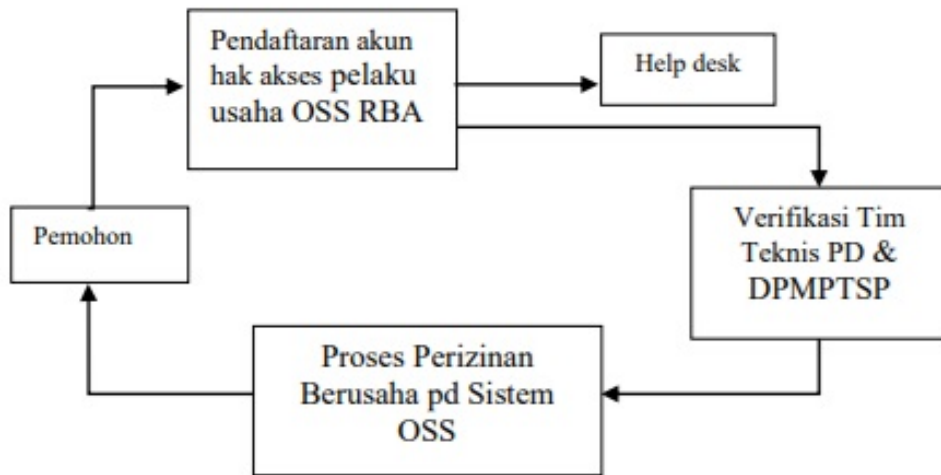 Pendaftaran akun
hak akses pelaku
usaha OSS RBA
Help desk
Pemohon
Verifikasi Tim
Teknis PD &
DPMPTSP
Proses Perizinan
Berusaha pd Sistem
OSS